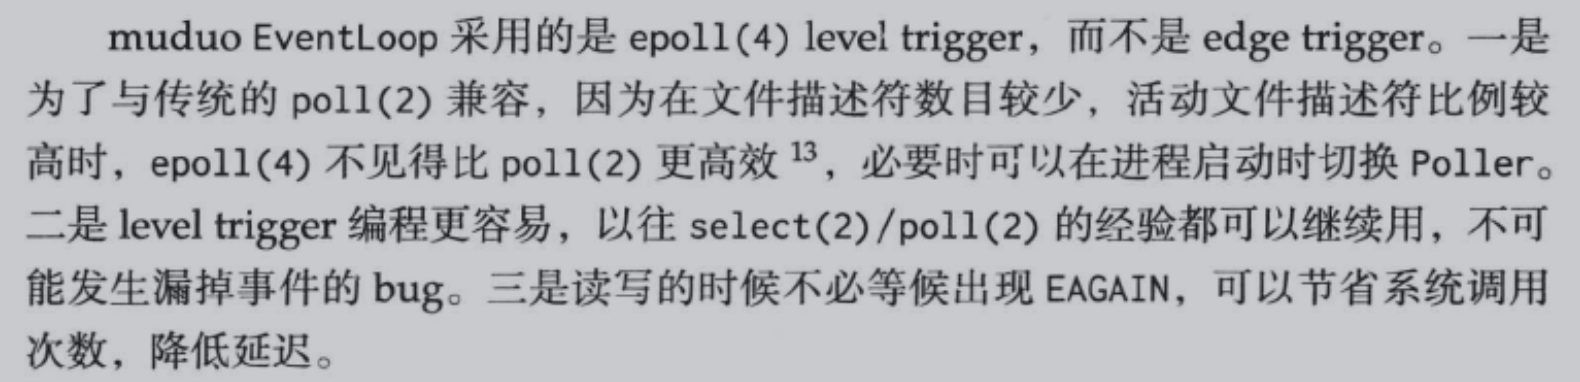 muduo EventLoop 采用的是 epoll(4) level trigger，而不是 edge trigger。一是
为了与传统的 poll(2) 兼容，因为在文件描述符数目较少，活动文件描述符比例较
高时，epoll(4) 不见得比 poll(2) 更高效 13，必要时可以在进程启动时切换 Poller。
二是 level trigger 编程更容易，以往 select(2)/poll(2) 的经验都可以继续用，不可
能发生漏掉事件的 bug。三是读写的时候不必等候出现 EAGAIN，可以节省系统调用
次数，降低延迟。